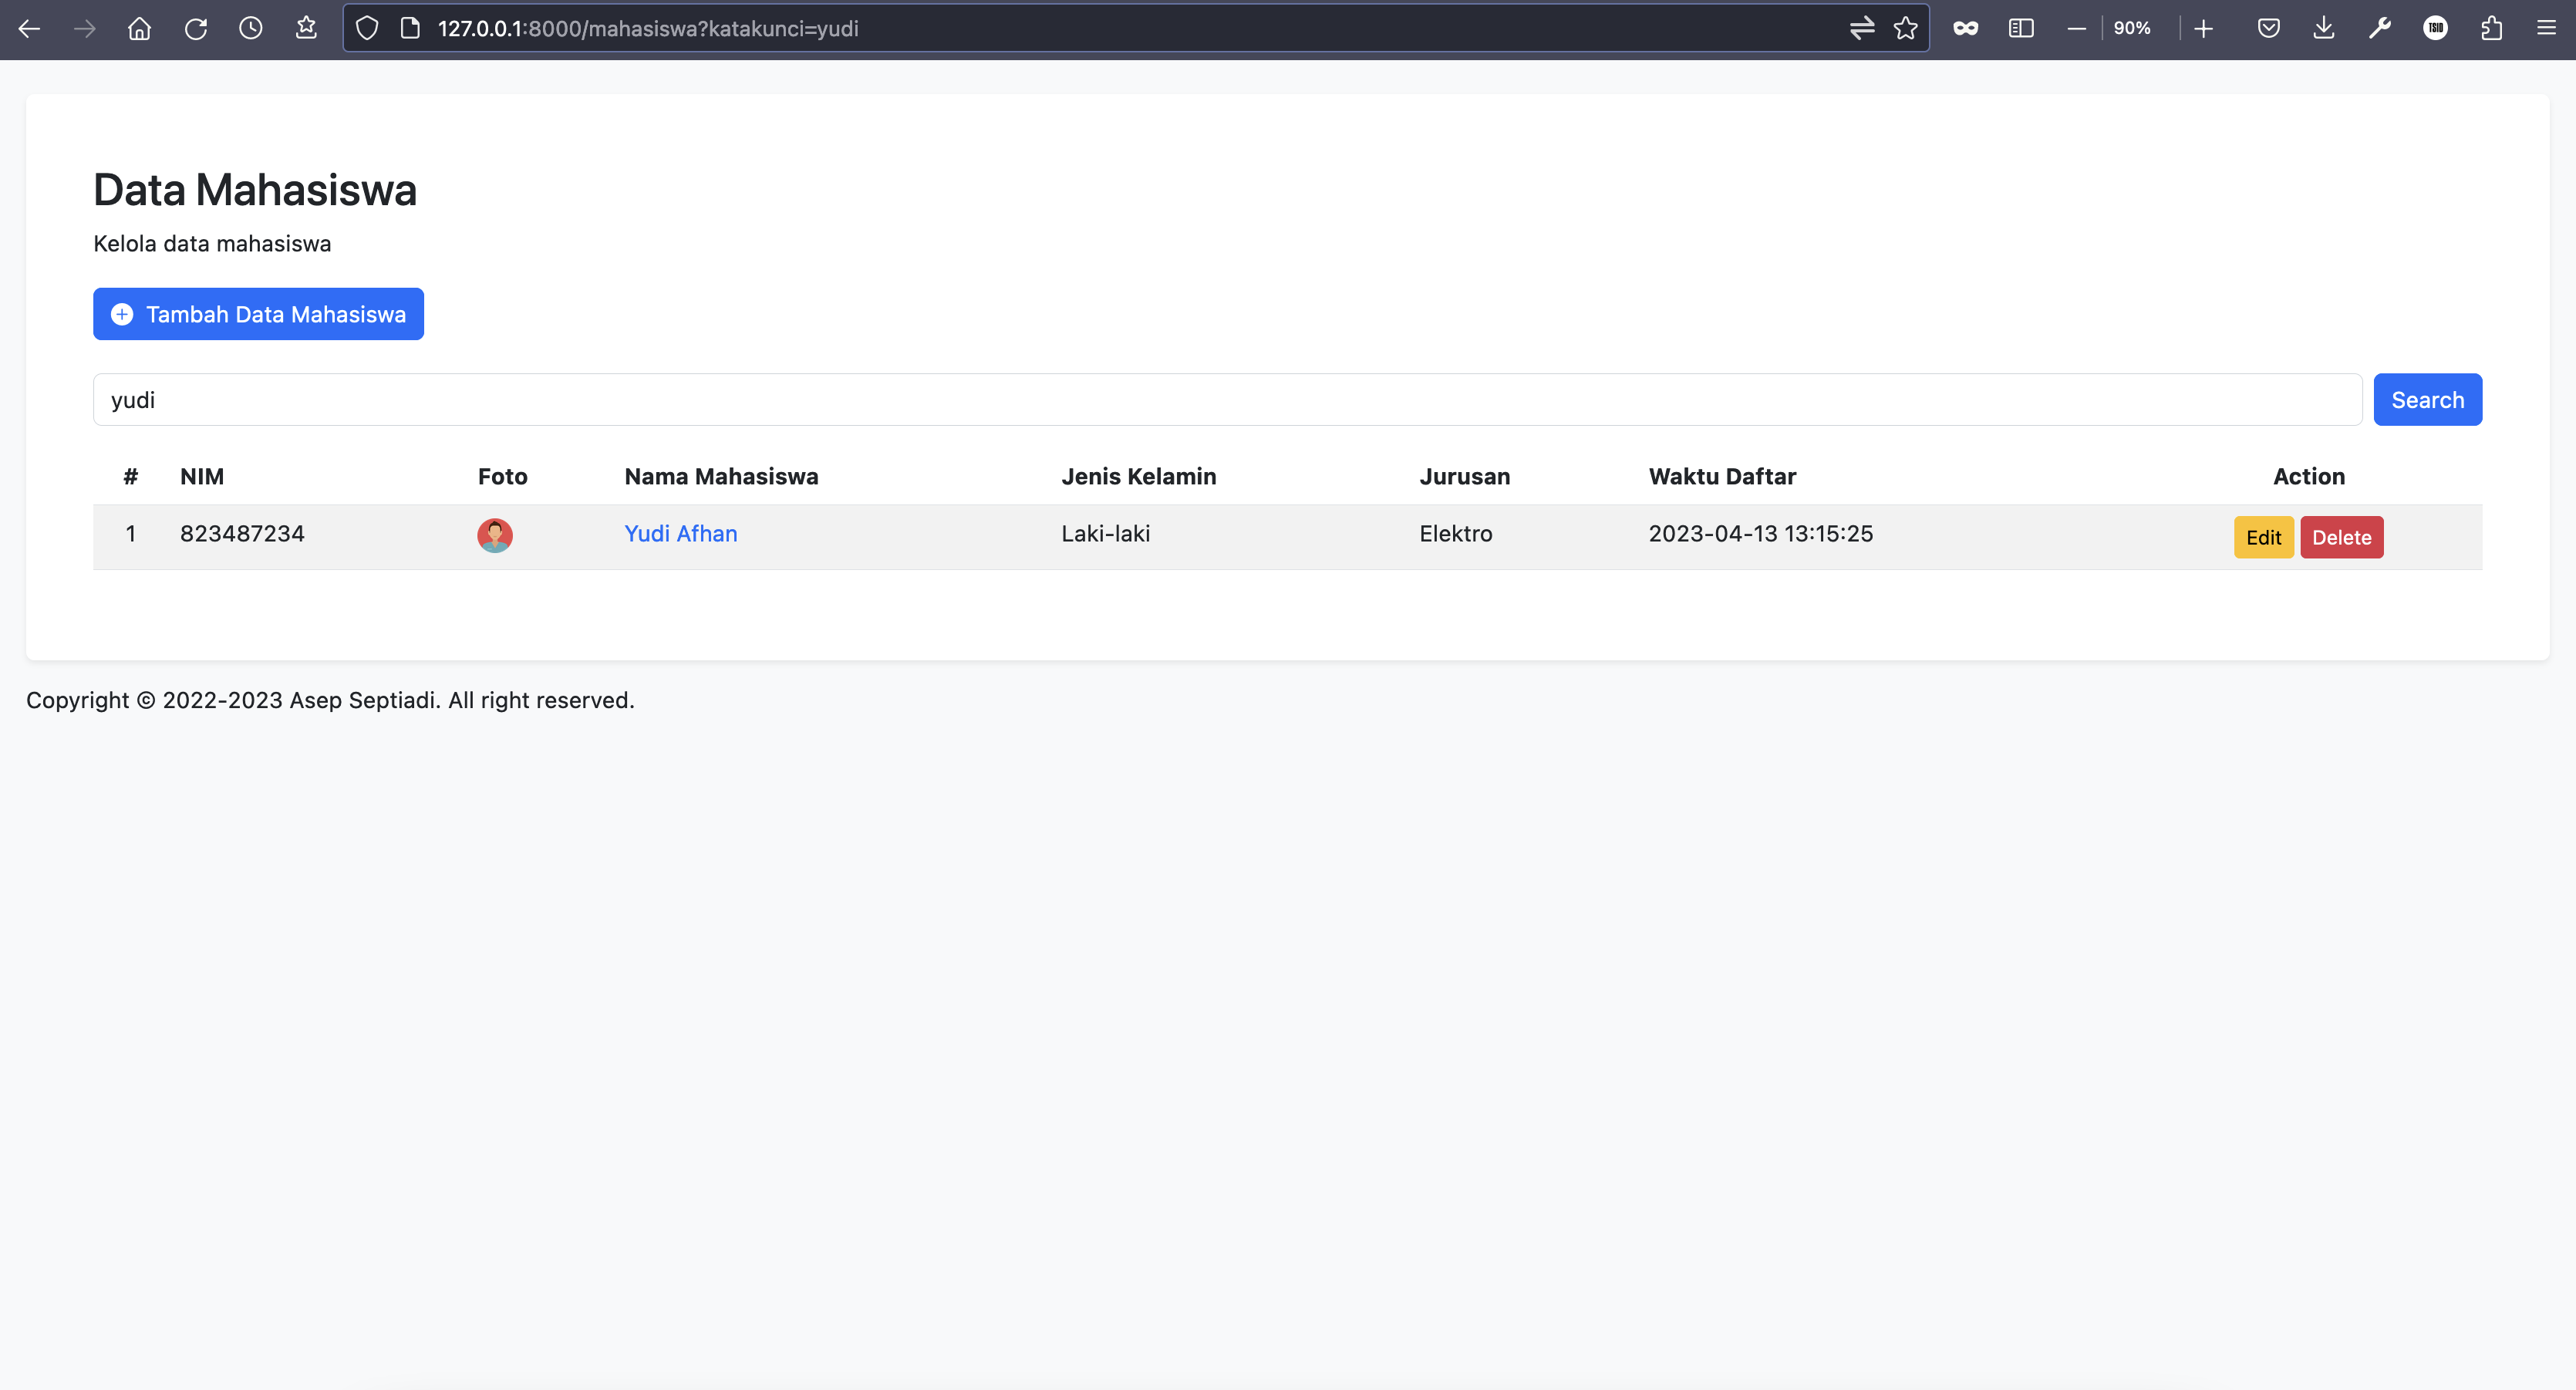 127.0.0.1:8000/mahasiswa?katakunci=yudi
90%
TSID
Data Mahasiswa
Kelola data mahasiswa
Tambah Data Mahasiswa
yudi Search
# NIM Foto Nama Mahasiswa Jenis Kelamin Jurusan Waktu Daftar Action
1 823487234 Yudi Afhan Laki-laki Elektro 2023-04-13 13:15:25 Edit Delete
Copyright © 2022-2023 Asep Septiadi. All right reserved.